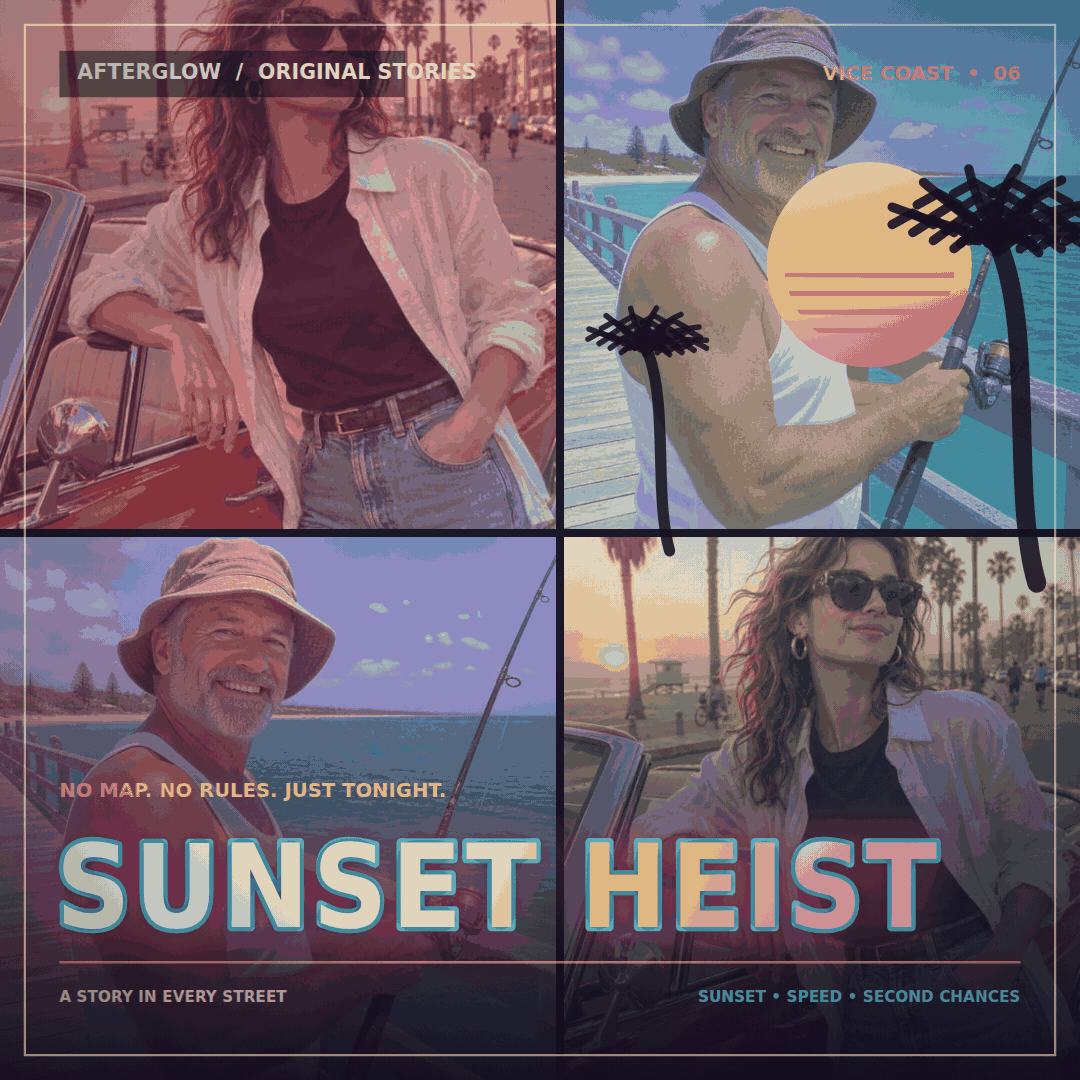 AFTERGLOW / ORIGINAL STORIES
VICE COAST • 06
NO MAP. NO RULES. JUST TONIGHT.
SUNSET HEIST
A STORY IN EVERY STREET
SUNSET • SPEED • SECOND CHANCES